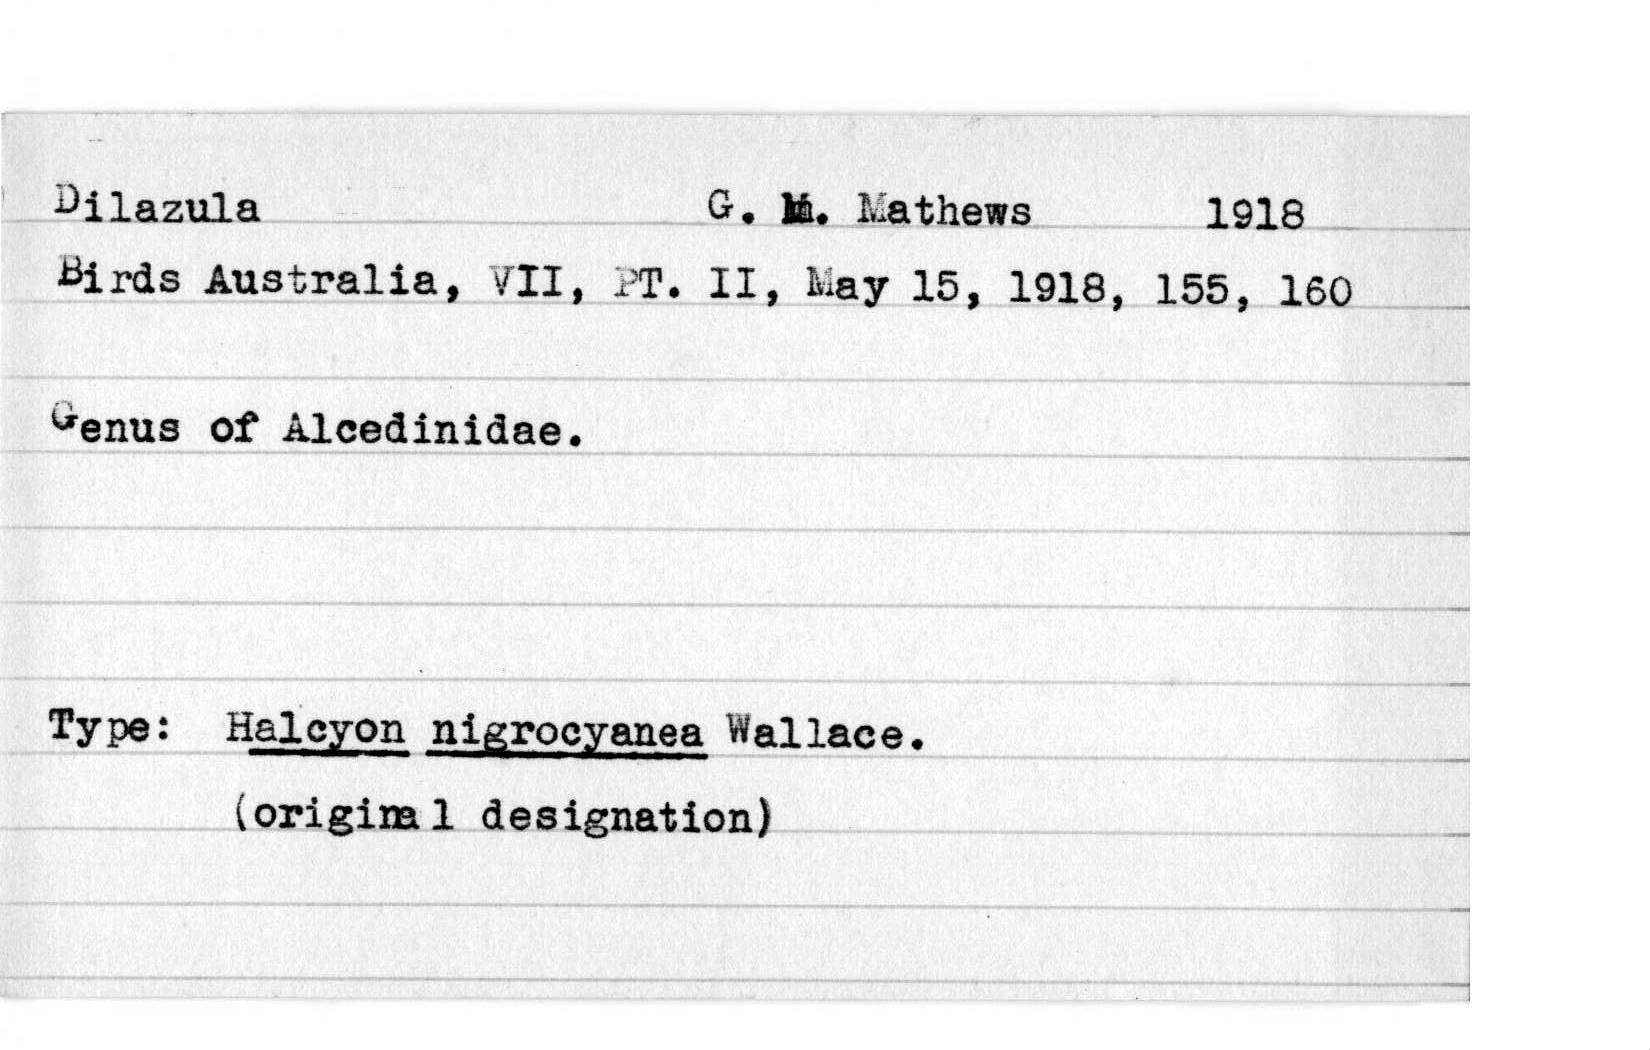 Dilazula G. M. Mathews 1918
Birds Australia, VII, PT. II, May 15, 1918, 155, 160
Genus of Alcedinidae.
Type: Halcyon nigrocyanea Wallace.
(original designation)